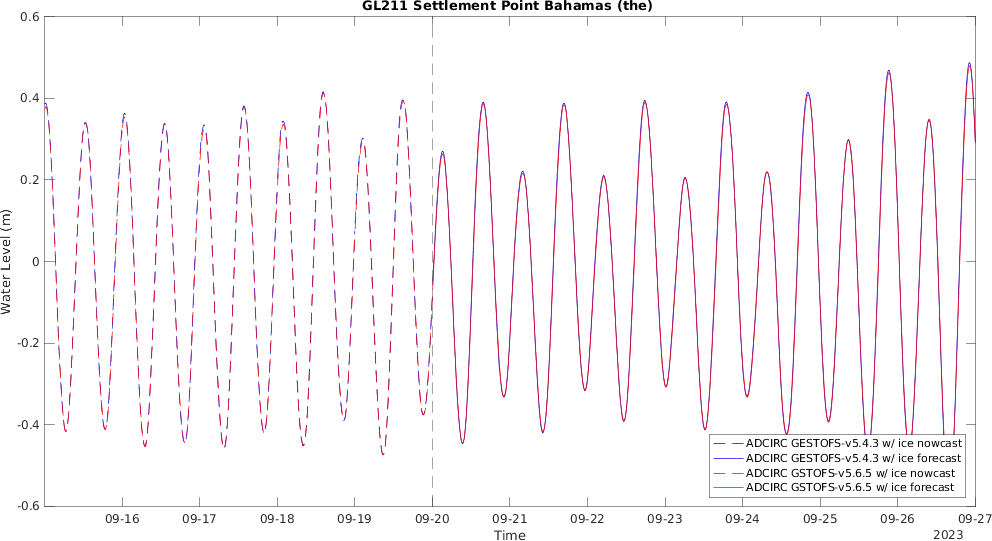 GL211 Settlement Point Bahamas (the)
0.6
0.4
0.2
0
-0.2
-0.4
-0.6
Water Level (m)
09-16 09-17 09-18 09-19 09-20 09-21 09-22 09-23 09-24 09-25 09-26 09-27
Time
2023
ADCIRC GESTOFS-v5.4.3 w/ ice nowcast
ADCIRC GESTOFS-v5.4.3 w/ ice forecast
ADCIRC GSTOFS-v5.6.5 w/ ice nowcast
ADCIRC GSTOFS-v5.6.5 w/ ice forecast